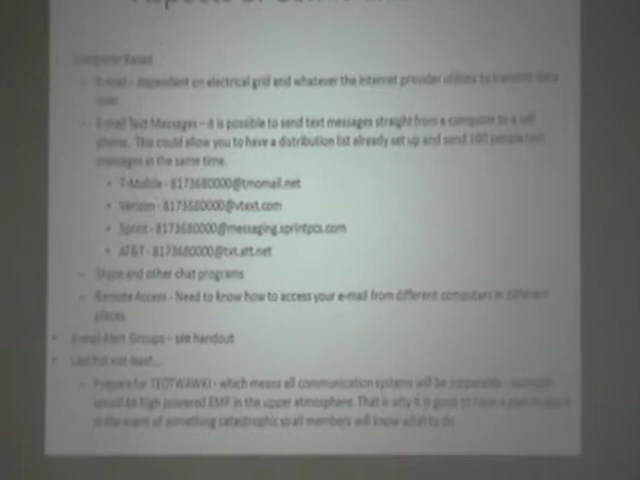 Aspects of
Computer Based
E-mail - dependent on electrical grid and whatever the internet provider utilizes to transmit data
over.
E-mail Text Messages – it is possible to send text messages straight from a computer to a cell
phone. This could allow you to have a distribution list already set up and send 100 people text
messages at the same time.
T-Mobile - 8173680000@tmomail.net
Verizon - 8173680000@vtext.com
Sprint - 8173680000@messaging.sprintpcs.com
AT&T - 8173680000@txt.att.net
Skype and other chat programs
Remote Access - Need to know how to access your e-mail from different computers in different
places.
E-mail Alert Groups – see handout
Last but not least…
Prepare for TEOTWAWKI - which means all communication systems will be inoperable - example
would be high powered EMP in the upper atmosphere. That is why it is good to have a plan in place
in the event of something catastrophic so all members will know what to do.